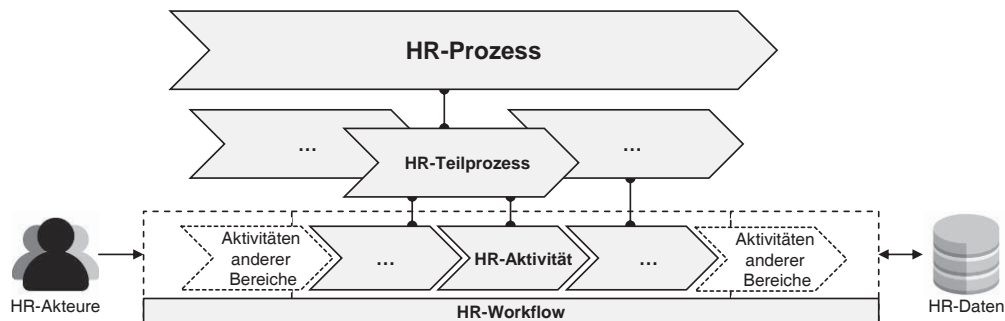 HR-Prozess
...
HR-Teilprozess
...
Aktivitäten
anderer
Bereiche
...
HR-Aktivität
...
Aktivitäten
anderer
Bereiche
HR-Akteure
HR-Workflow
HR-Daten